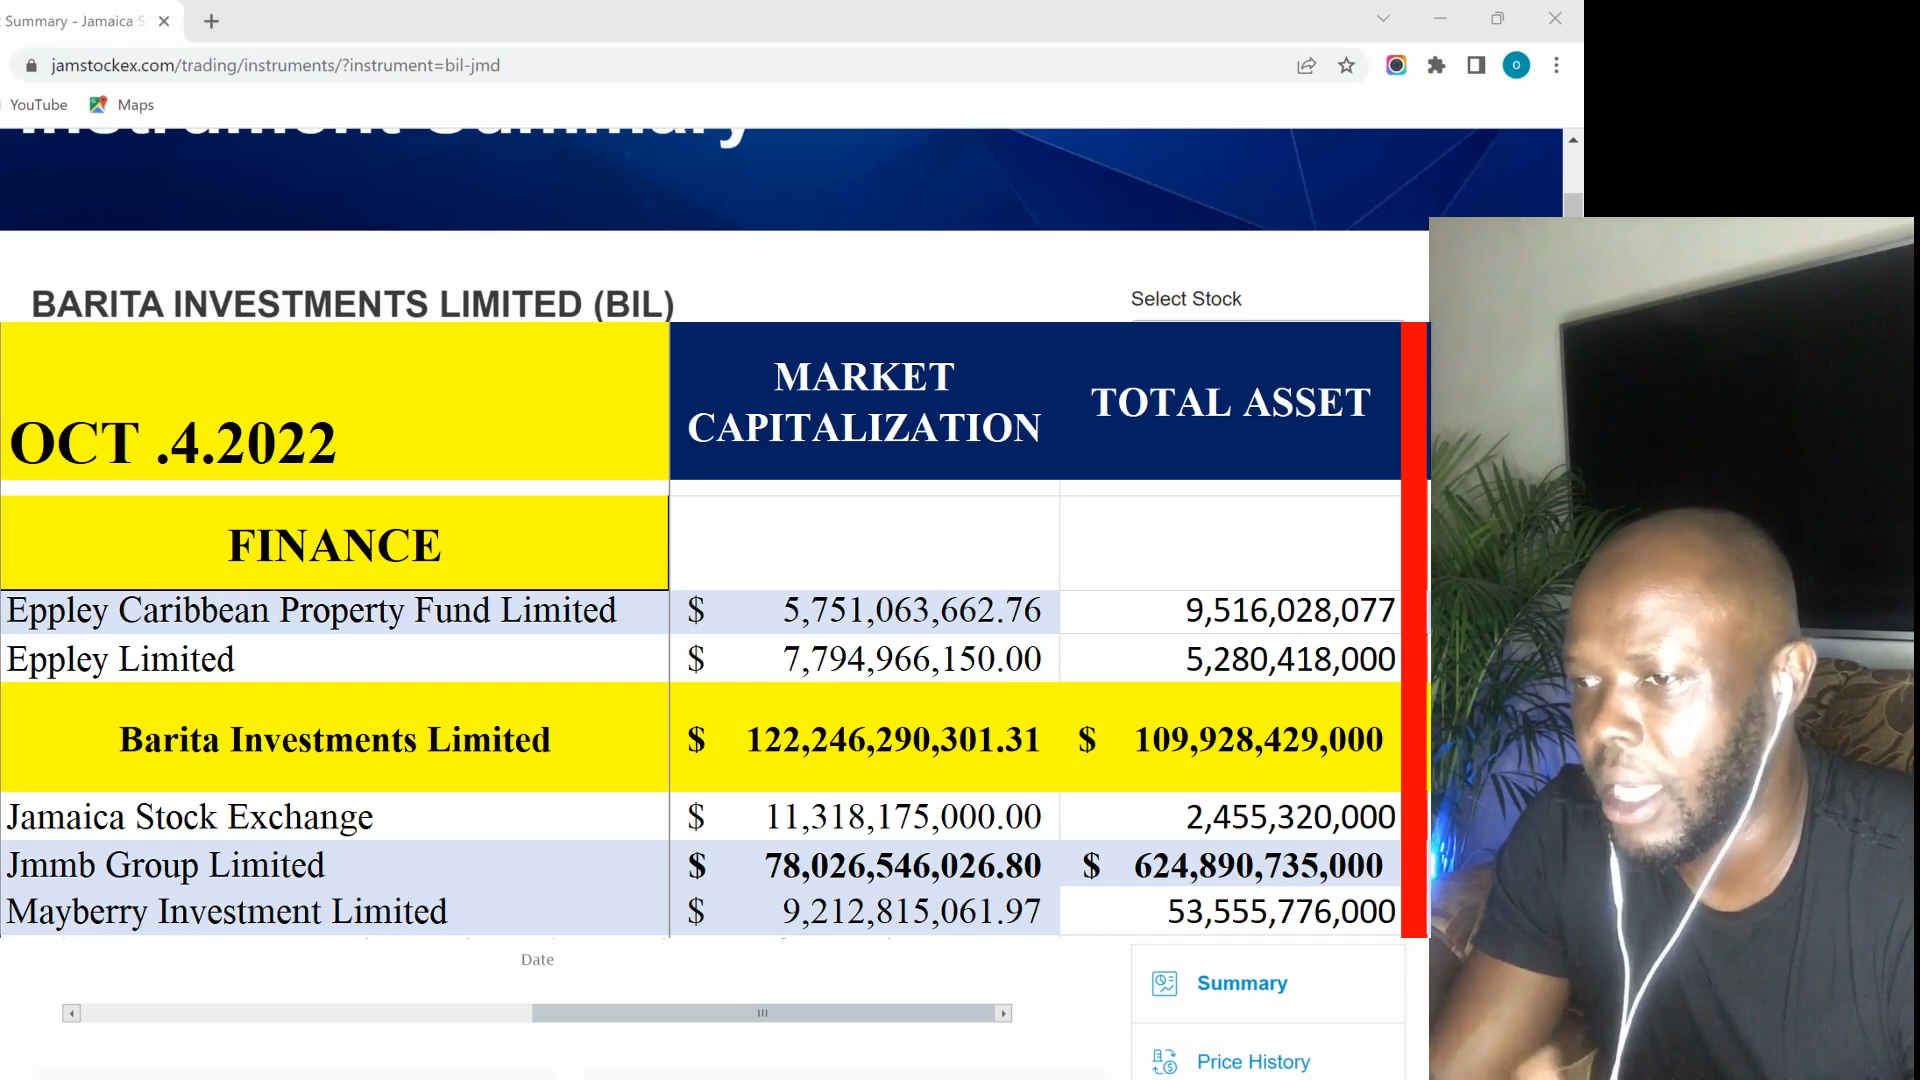 Summary - Jamaica S
jamstockex.com/trading/instruments/?instrument=bil-jmd
o
YouTube
Maps
Instrument Summary
BARITA INVESTMENTS LIMITED (BIL)
Select Stock
OCT .4.2022
MARKET CAPITALIZATION
TOTAL ASSET
FINANCE
Eppley Caribbean Property Fund Limited $ 5,751,063,662.76 9,516,028,077
Eppley Limited $ 7,794,966,150.00 5,280,418,000
Barita Investments Limited $ 122,246,290,301.31 $ 109,928,429,000
Jamaica Stock Exchange $ 11,318,175,000.00 2,455,320,000
Jmmb Group Limited $ 78,026,546,026.80 $ 624,890,735,000
Mayberry Investment Limited $ 9,212,815,061.97 53,555,776,000
Date
Summary
Price History